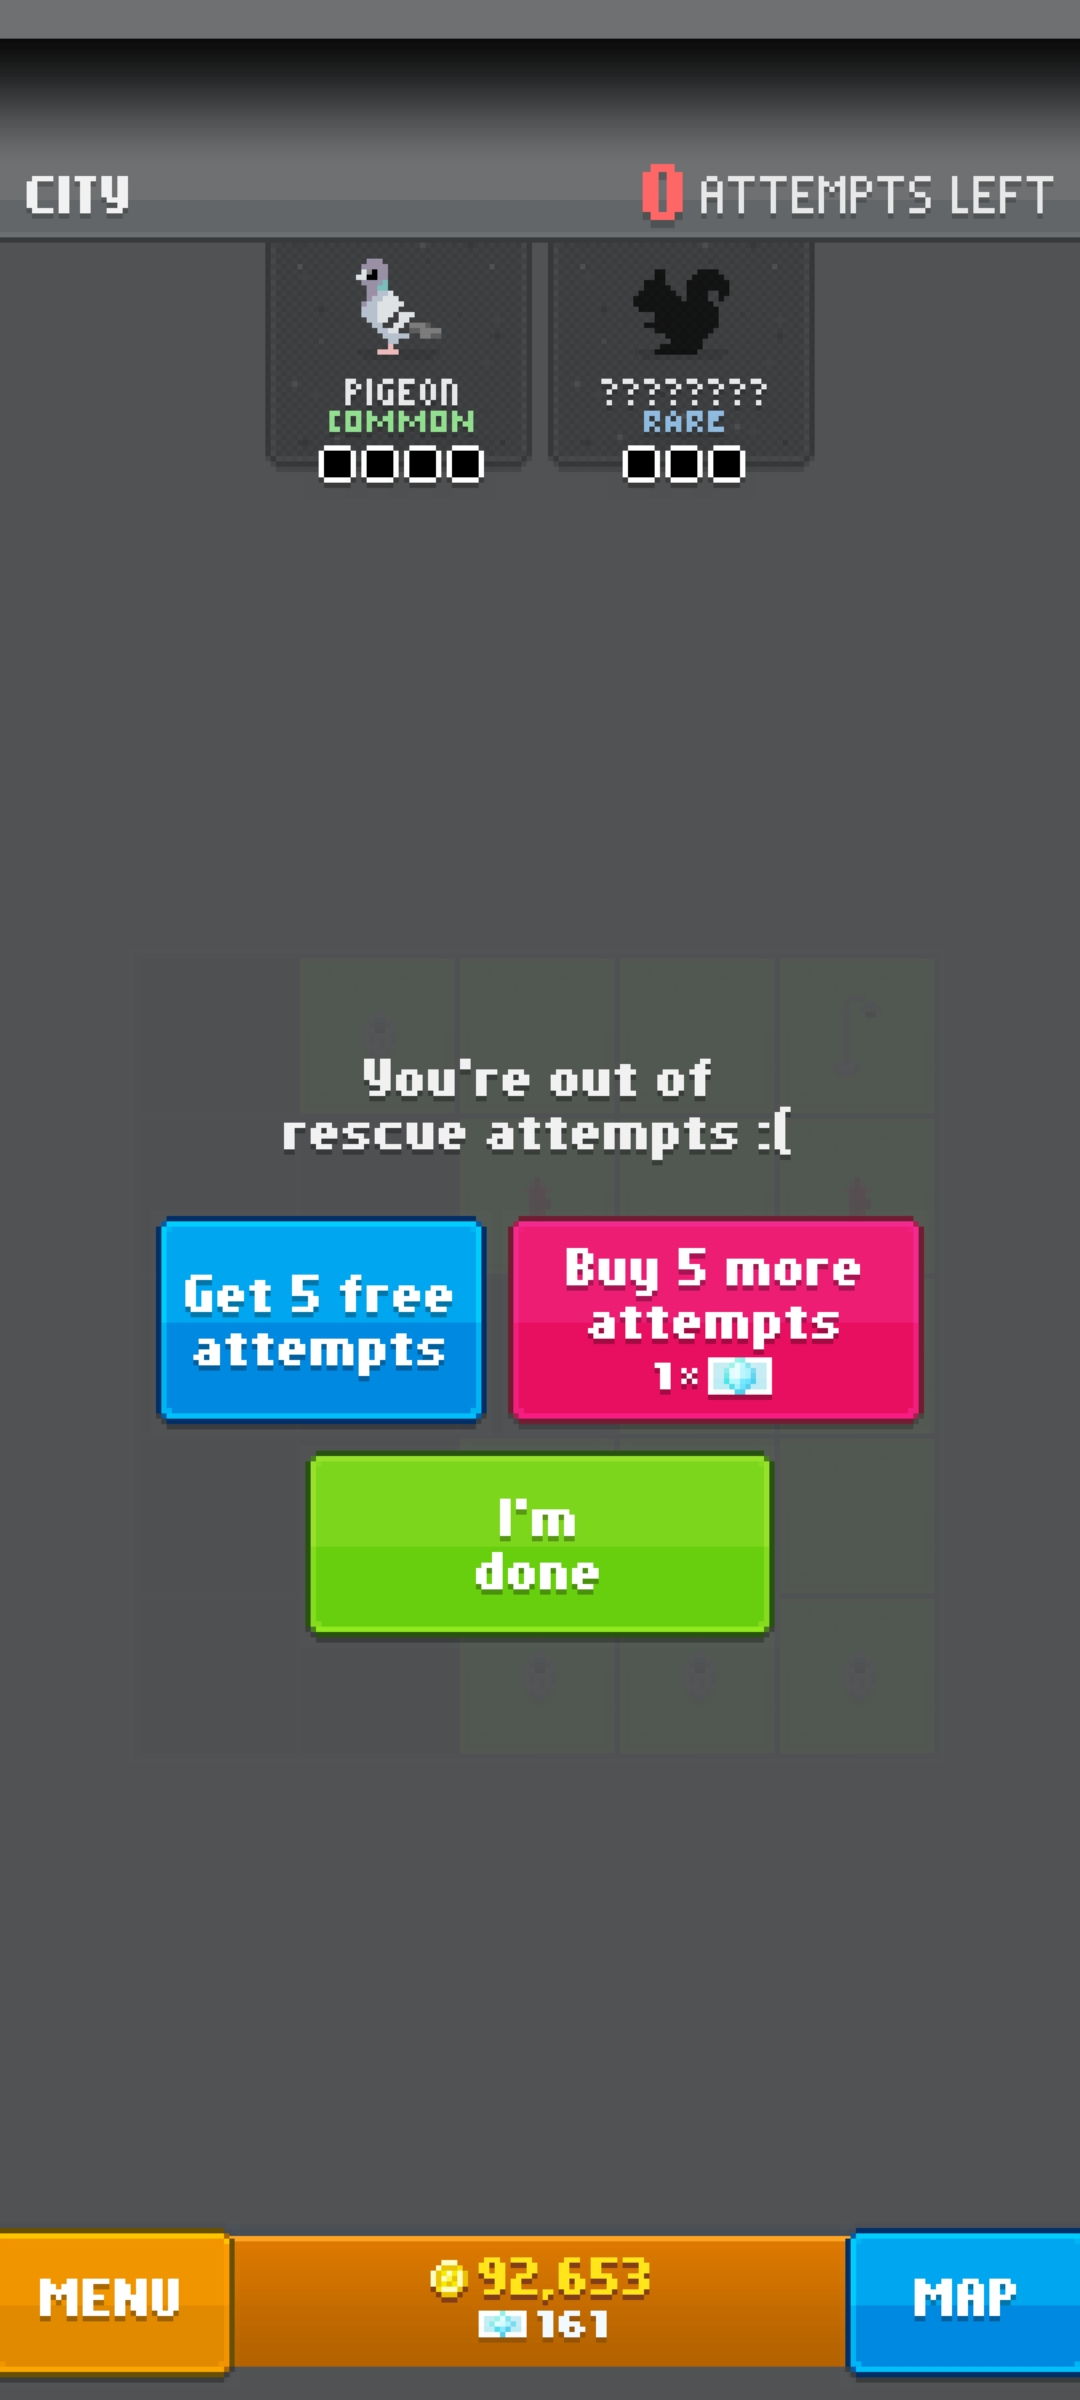 CITY
0 ATTEMPTS LEFT
PIGEON
COMMON
????????
RARE
You're out of
rescue attempts :(
Get 5 free
attempts
Buy 5 more
attempts
1×
I'm
done
MENU
92,653
161
MAP